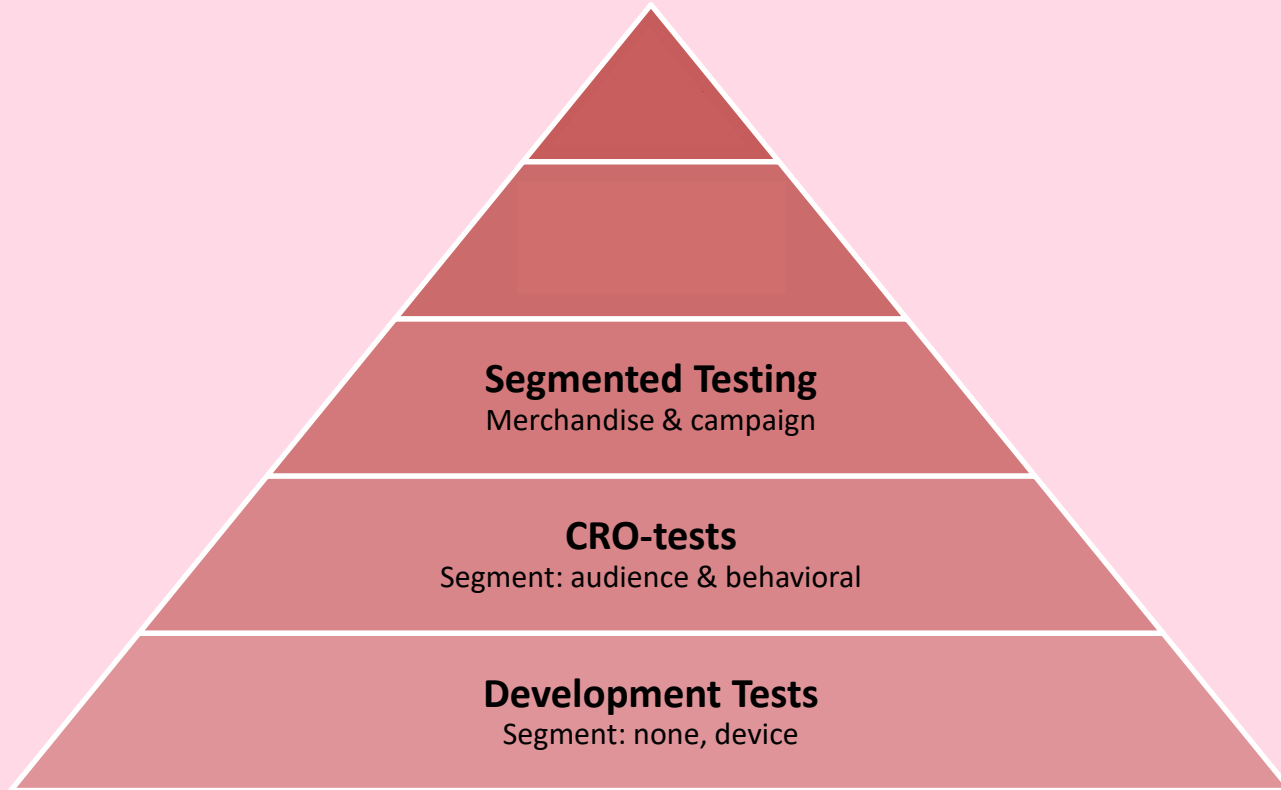 Segmented Testing
Merchandise & campaign
CRO-tests
Segment: audience & behavioral
Development Tests
Segment: none, device